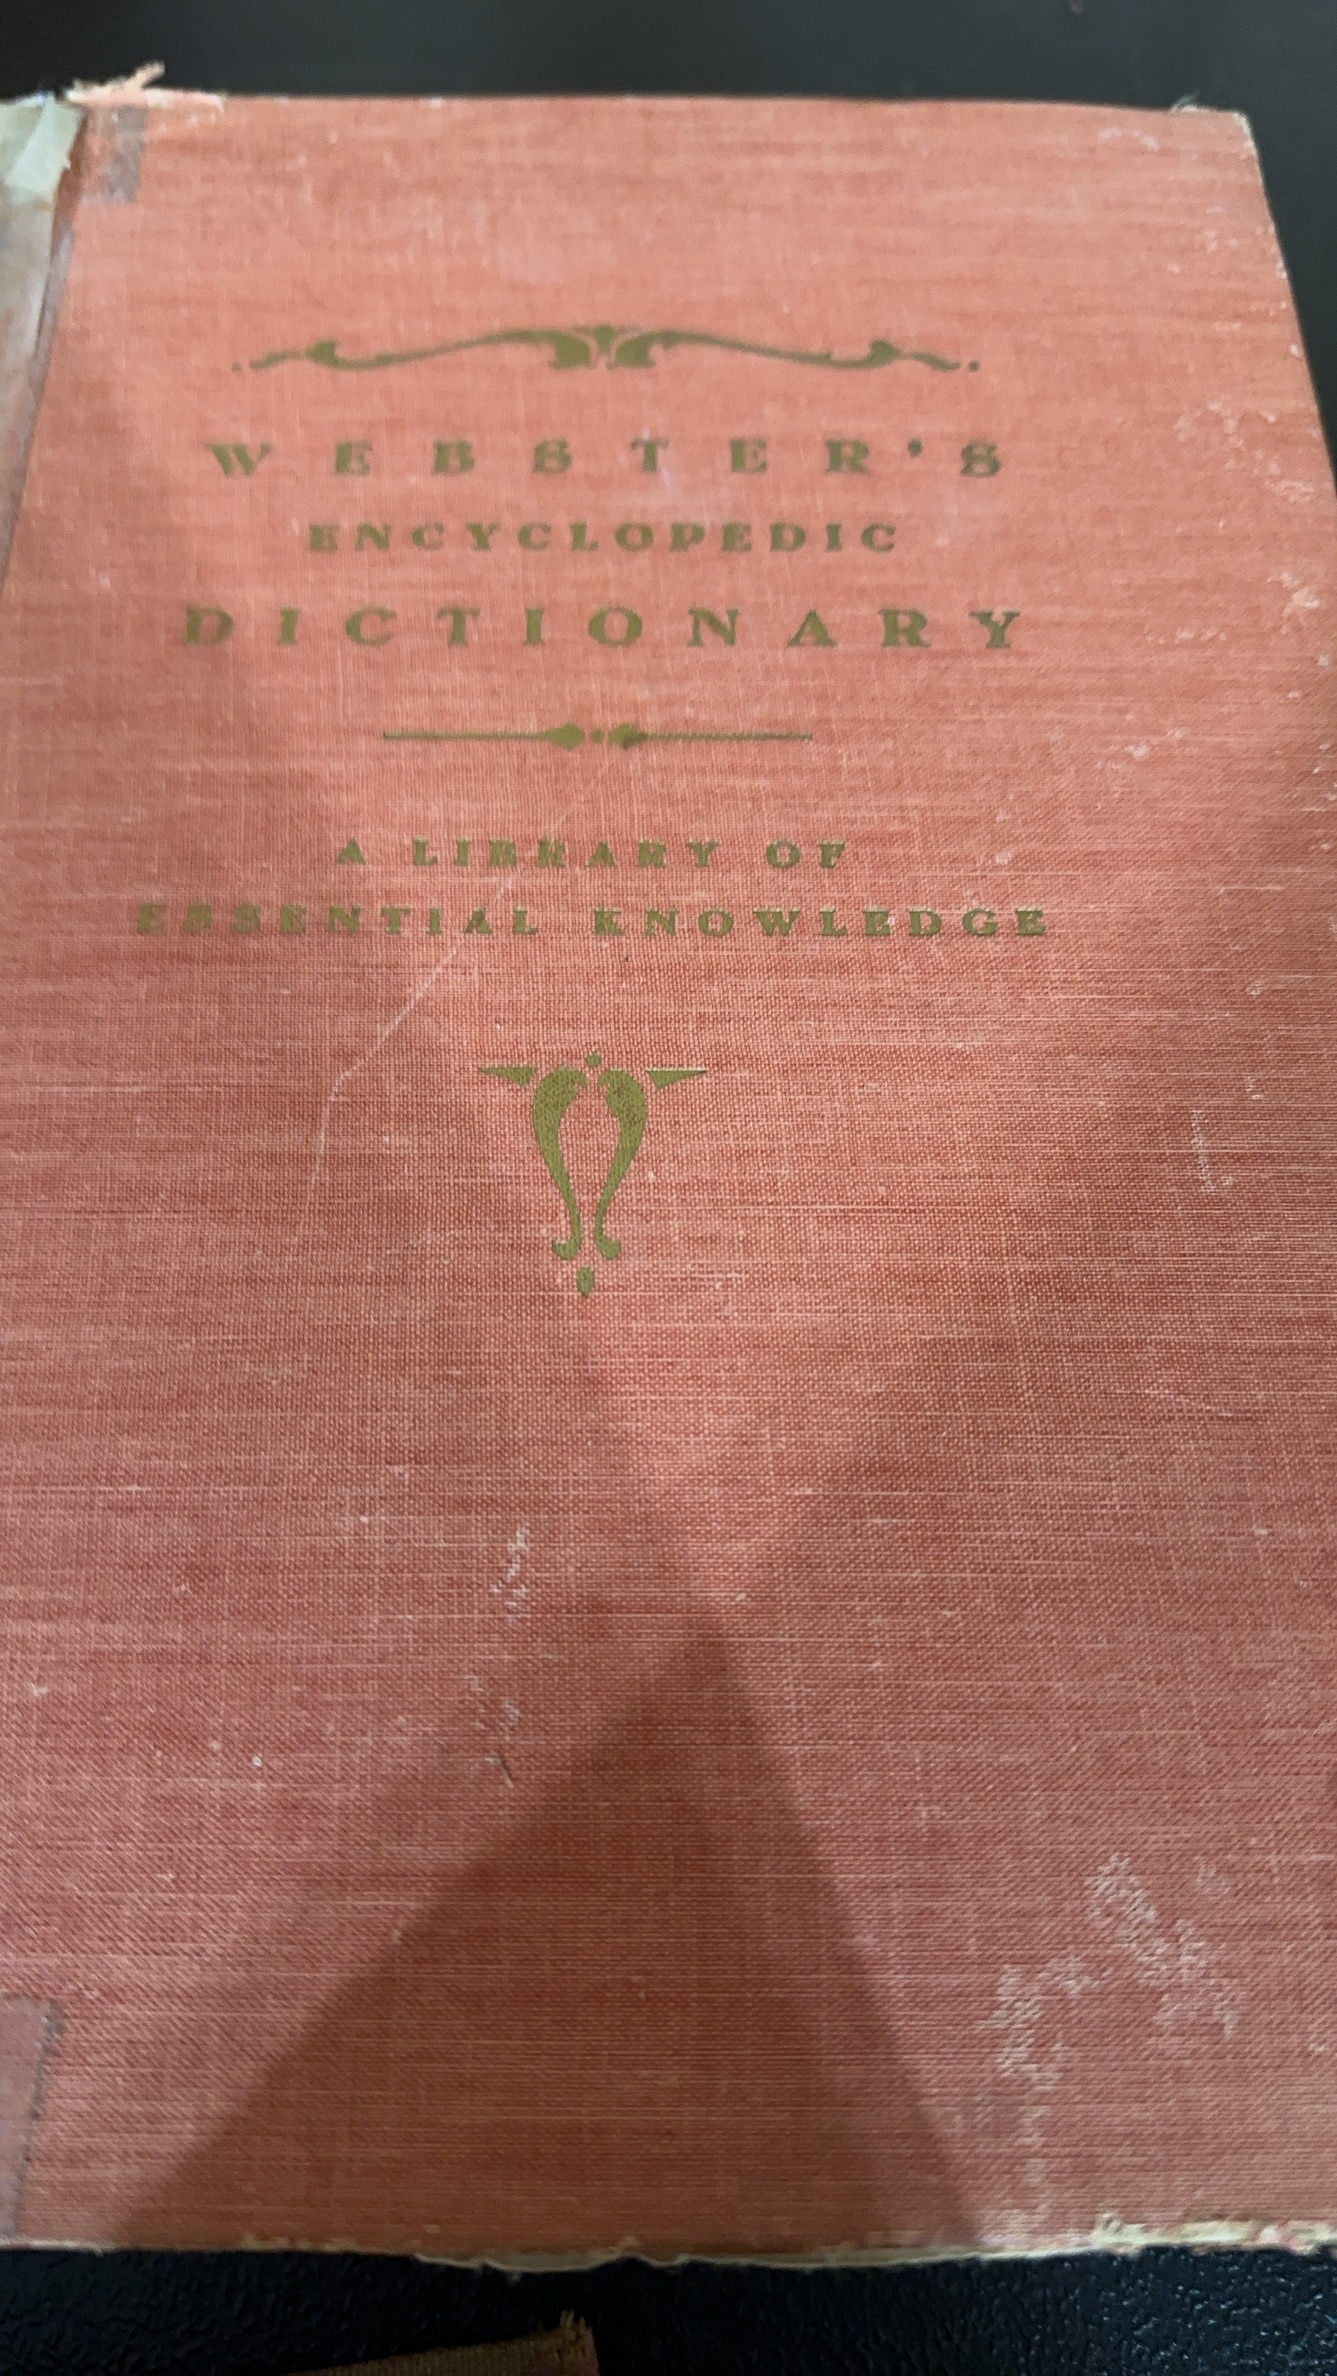 WEBSTER'S
ENCYCLOPEDIC
DICTIONARY
A LIBRARY OF
ESSENTIAL KNOWLEDGE